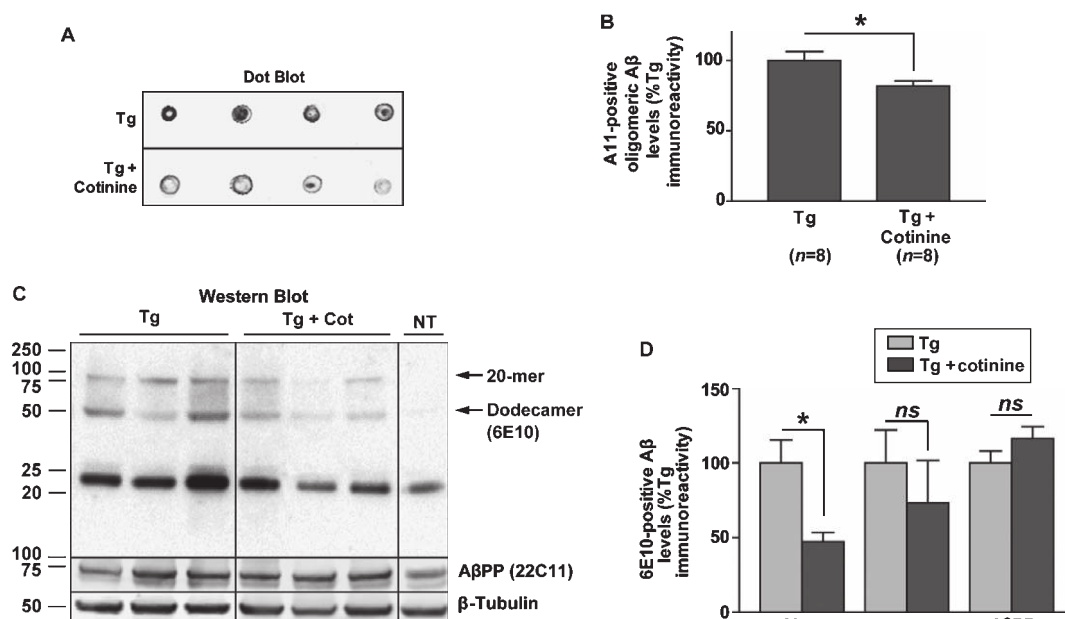 A
Dot Blot
Tg
Tg +
Cotinine
B
A11-positive
oligomeric Aβ
levels (%Tg
immunoreactivity)
100
50
0
*
Tg
(n=8)
Tg +
Cotinine
(n=8)
C
Western Blot
Tg
Tg + Cot
NT
250
100
75
50
25
20
100
75
50
20-mer
Dodecamer
(6E10)
AβPP (22C11)
β-Tubulin
D
Tg
Tg + cotinine
6E10-positive Aβ
levels (%Tg
immunoreactivity)
150
100
50
0
*
ns
ns